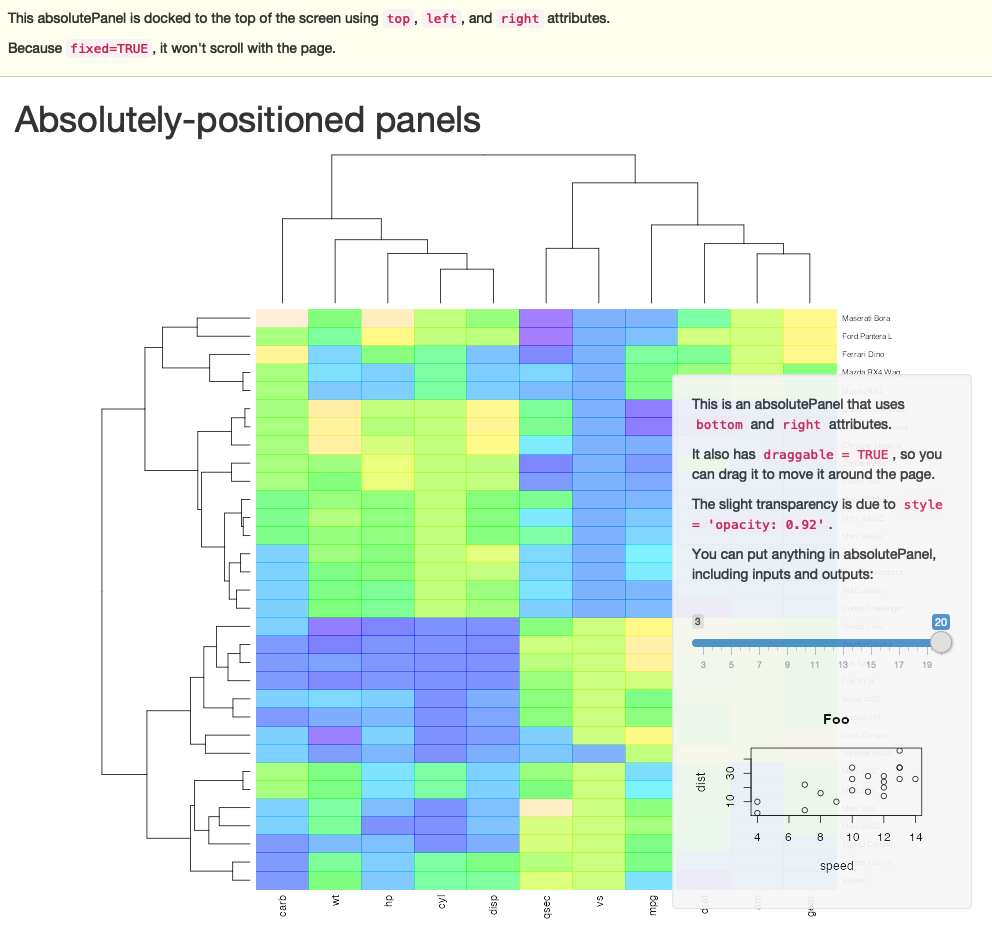 This absolutePanel is docked to the top of the screen using top, left, and right attributes.
Because fixed=TRUE, it won't scroll with the page.
Absolutely-positioned panels
Maserati Bora
Ford Pantera L
Ferrari Dino
Mazda RX4 Wag
This is an absolutePanel that uses
bottom and right attributes.
It also has draggable = TRUE, so you
can drag it to move it around the page.
The slight transparency is due to style
= 'opacity: 0.92'.
You can put anything in absolutePanel,
including inputs and outputs:
3 20
3 5 7 9 11 13 15 17 19
Foo
dist
10 30
4 6 8 10 12 14
speed
carb wt hp cyl disp qsec vs mpg